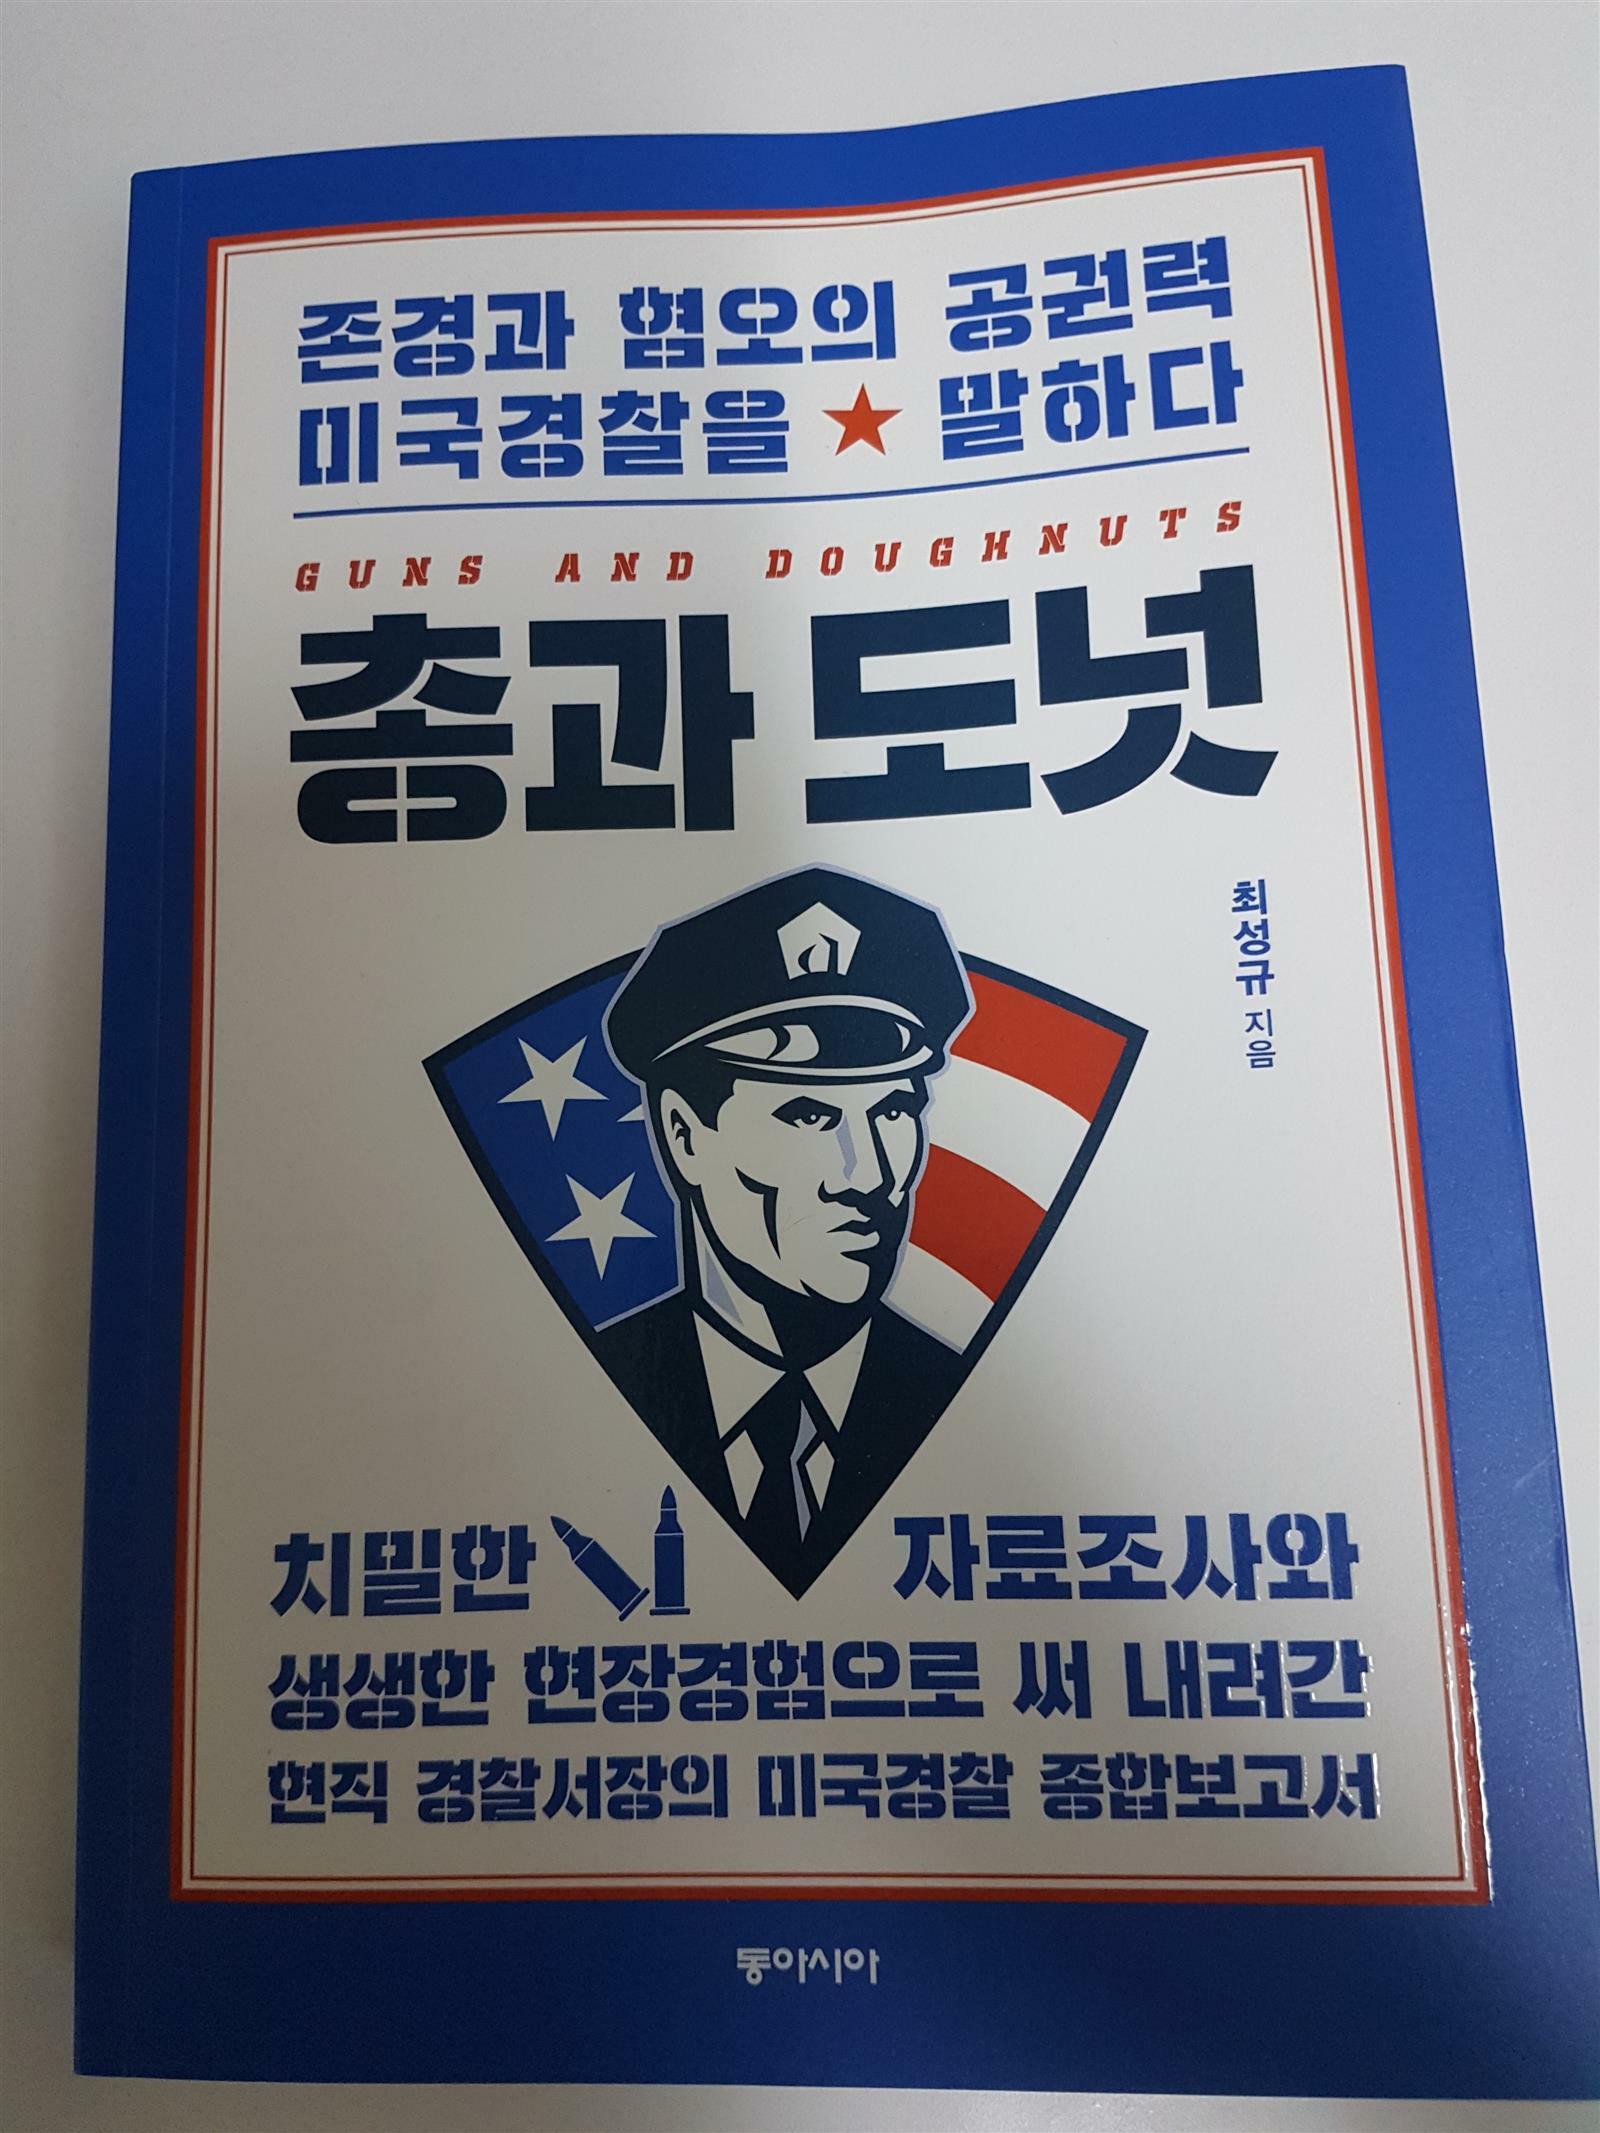 존경과 혐오의 공권력
미국경찰을 ★ 말하다
GUNS AND DOUGHNUTS
총과 도넛
최성규 지음
치밀한 자료조사와
생생한 현장경험으로 써 내려간
현직 경찰서장의 미국경찰 종합보고서
동아시아